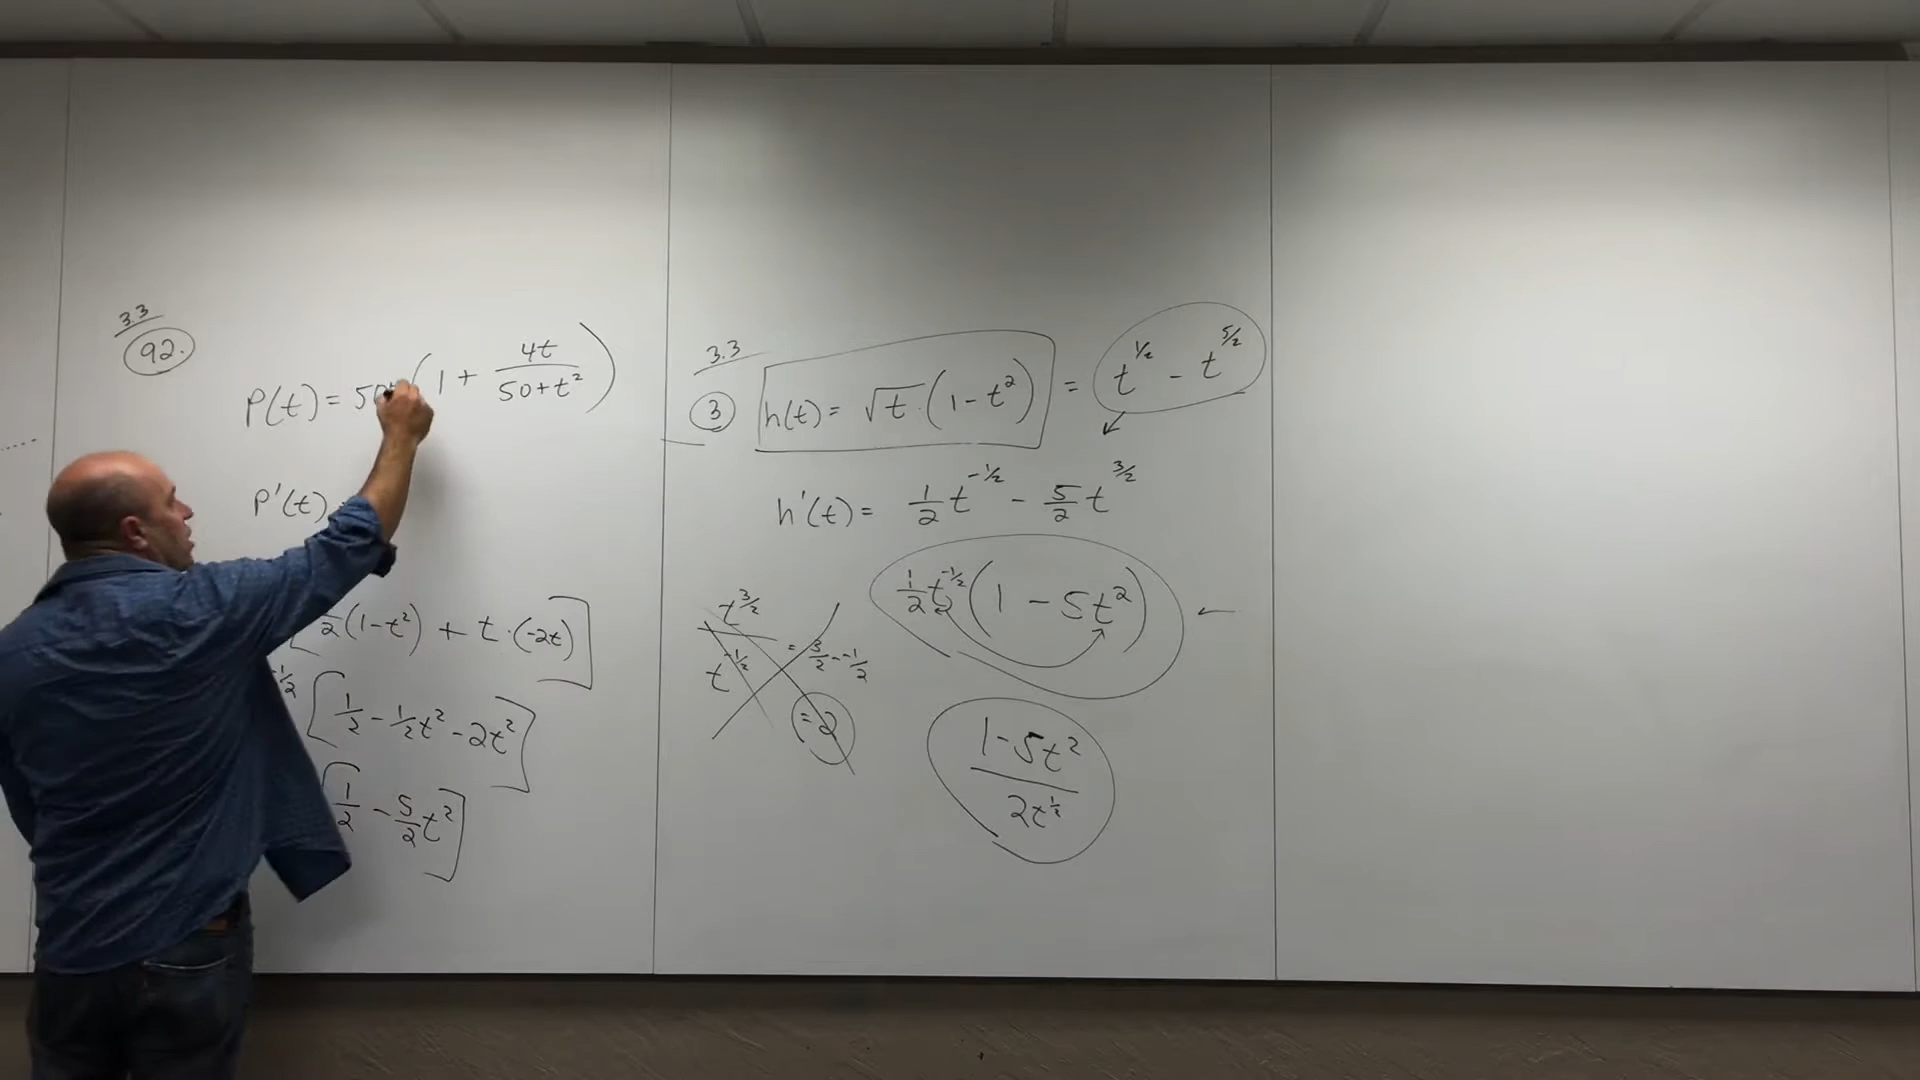 3.3
92.
P(t) = 50 (1 + 4t/(50+t²))
P'(t)
½(1-t²) + t·(-2t)]
-½ [½ - ½t² - 2t²]
[½ - 5/2 t²]
3.3
3 h(t) = √t · (1-t²) = t^½ - t^5/2
h'(t) = ½ t^-½ - 5/2 t^3/2
½ t^-½ (1 - 5t²)
t^3/2 / t^-½ = 3/2 - -½
= 2
1-5t²
2t^½